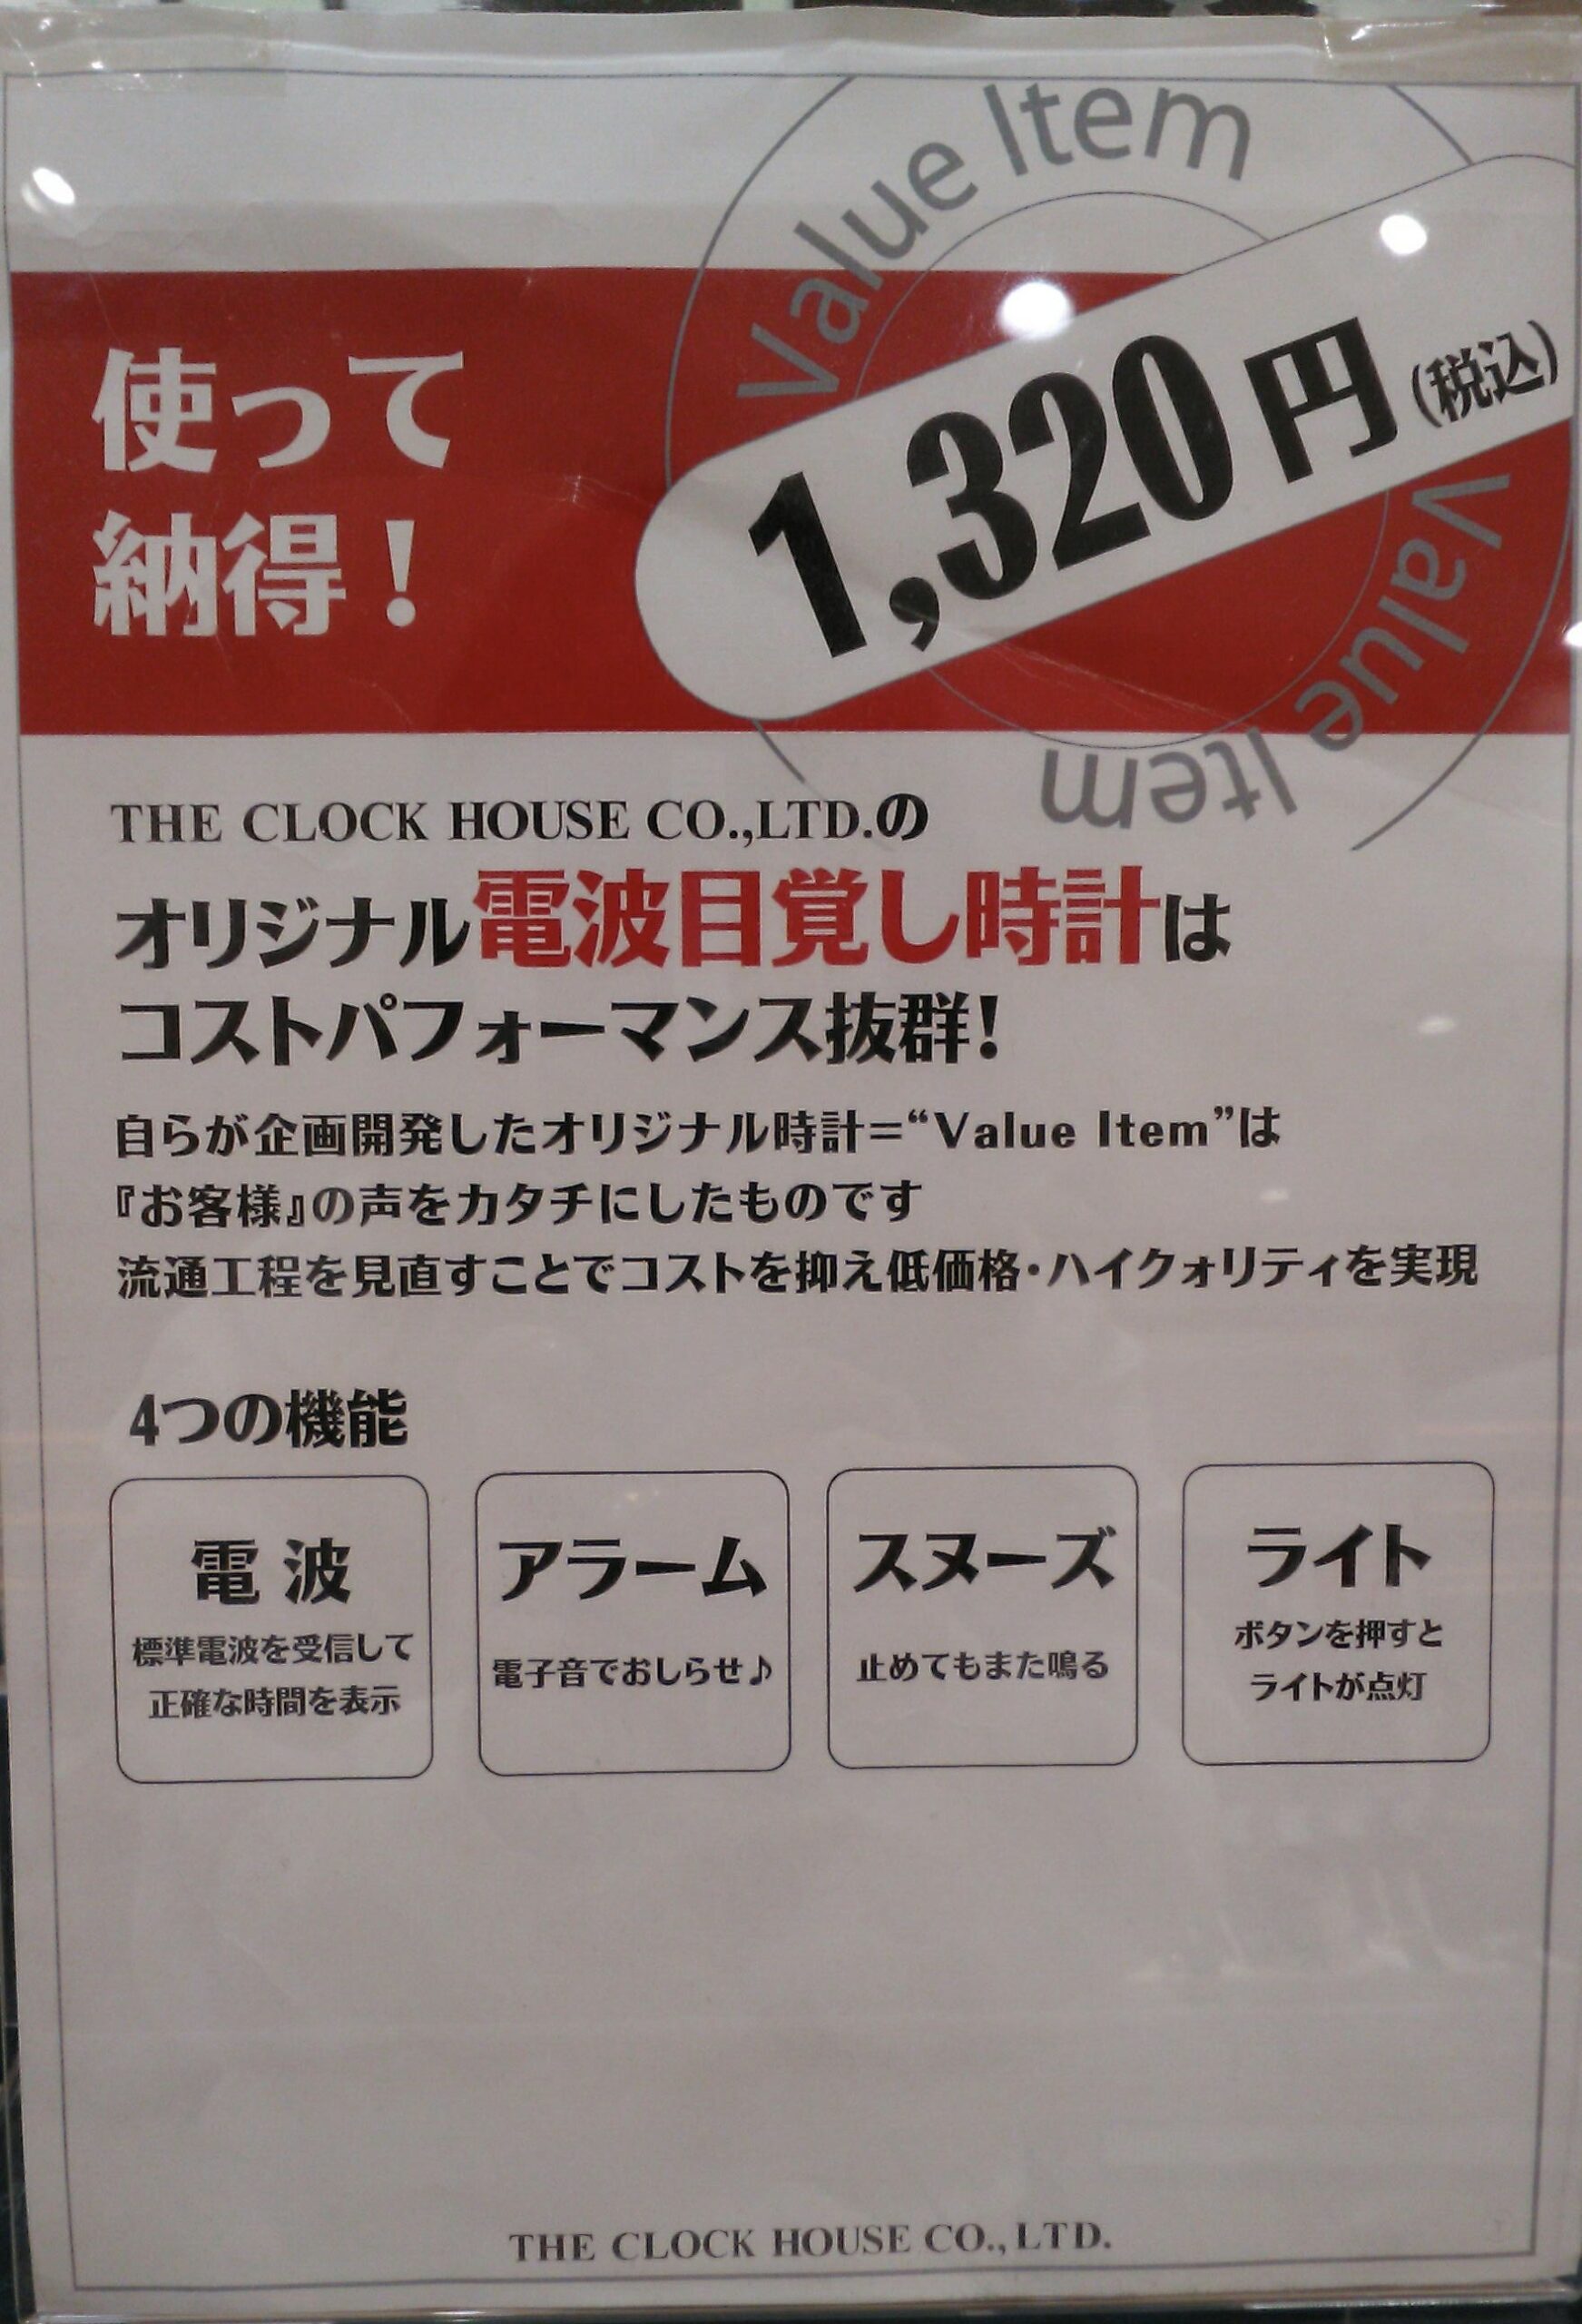 Value Item
使って
納得！
1,320円(税込)
Value Item
THE CLOCK HOUSE CO.,LTD.の
オリジナル電波目覚し時計は
コストパフォーマンス抜群！
自らが企画開発したオリジナル時計＝“Value Item”は
『お客様』の声をカタチにしたものです
流通工程を見直すことでコストを抑え低価格・ハイクォリティを実現
4つの機能
電波
標準電波を受信して
正確な時間を表示
アラーム
電子音でおしらせ♪
スヌーズ
止めてもまた鳴る
ライト
ボタンを押すと
ライトが点灯
THE CLOCK HOUSE CO.,LTD.